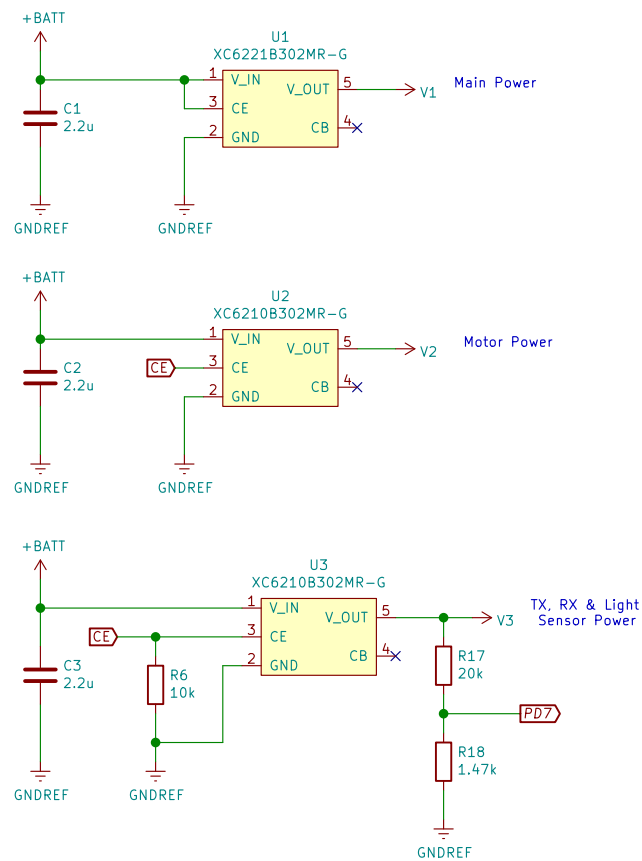 +BATT
U1
XC6221B302MR-G
1 V_IN
V_OUT 5
V1
Main Power
3 CE
C1
2.2u
CB 4
2 GND
GNDREF
GNDREF
+BATT
U2
XC6210B302MR-G
1 V_IN
V_OUT 5
V2
Motor Power
CE
3 CE
C2
2.2u
CB 4
2 GND
GNDREF
GNDREF
+BATT
U3
XC6210B302MR-G
1 V_IN
V_OUT 5
V3
TX, RX & Light
Sensor Power
CE
3 CE
CB 4
2 GND
C3
2.2u
R6
10k
R17
20k
PD7
R18
1.47k
GNDREF
GNDREF
GNDREF